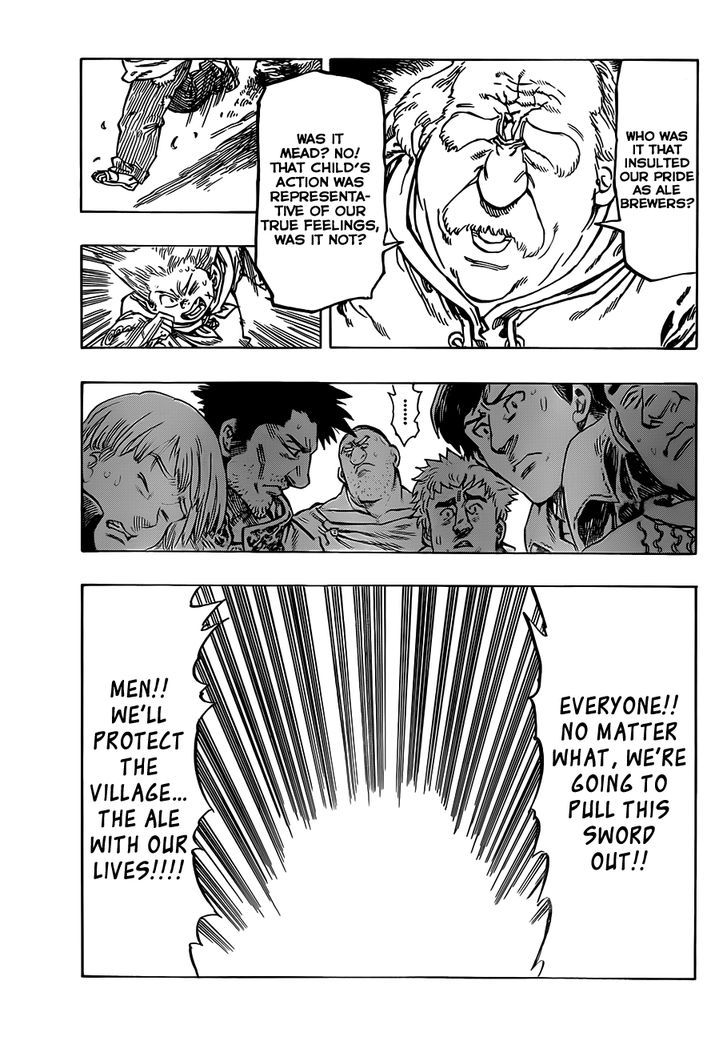 WHO WAS
IT THAT
INSULTED
OUR PRIDE
AS ALE
BREWERS?
WAS IT
MEAD? NO!
THAT CHILD'S
ACTION WAS
REPRESENTA-
TIVE OF OUR
TRUE FEELINGS,
WAS IT NOT?
......
EVERYONE!!
NO MATTER
WHAT, WE'RE
GOING TO
PULL THIS
SWORD
OUT!!
MEN!!
WE'LL
PROTECT
THE
VILLAGE...
THE ALE
WITH OUR
LIVES!!!!